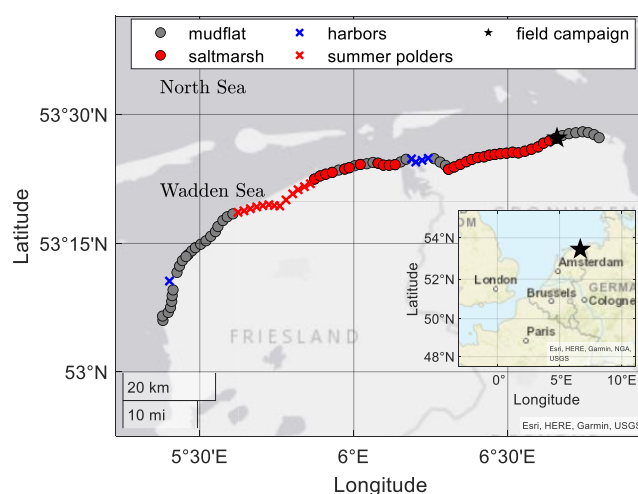 mudflat
harbors
field campaign
saltmarsh
summer polders
North Sea
53°30'N
Wadden Sea
Latitude
53°15'N
FRIESLAND
53°N
20 km
10 mi
5°30'E
6°E
6°30'E
Longitude
Esri, HERE, Garmin, USGS
54°N
52°N
50°N
48°N
Latitude
Amsterdam
London
Brussels
GERMA
Cologne
Paris
Esri, HERE, Garmin, NGA,
USGS
0°
5°E
10°E
Longitude